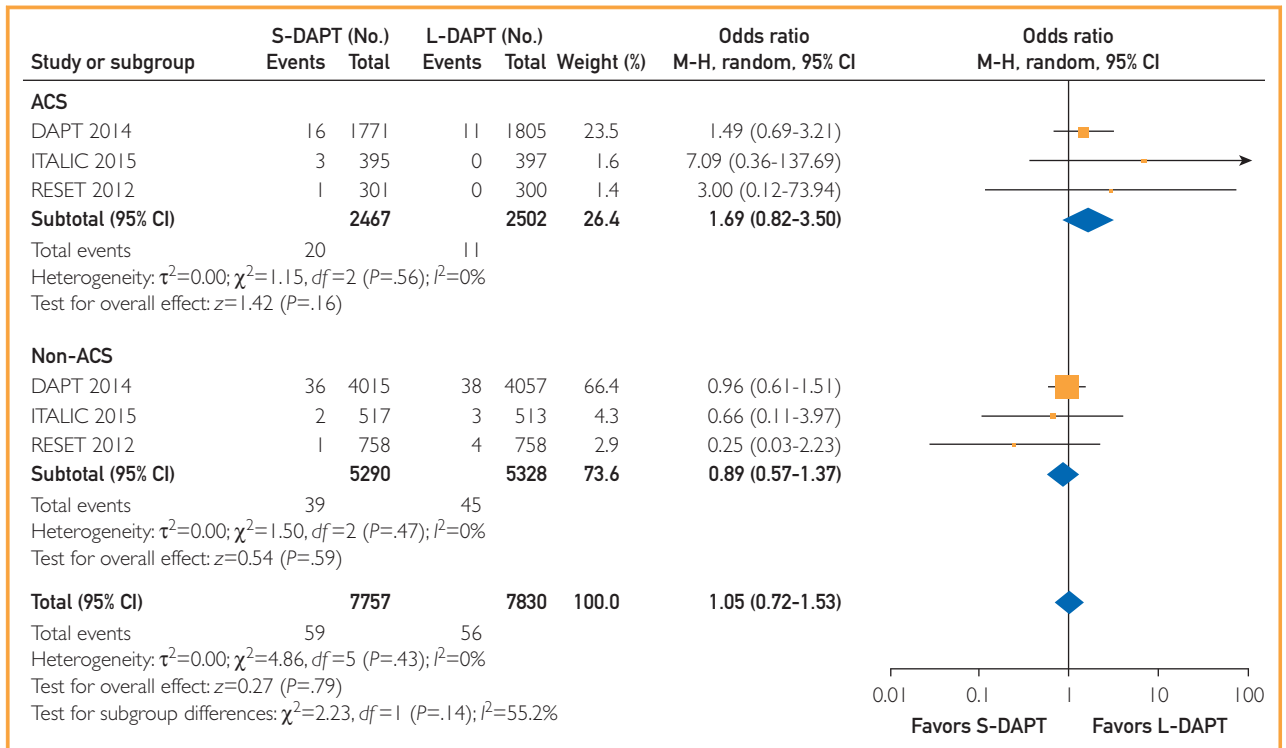 S-DAPT (No.) L-DAPT (No.) Odds ratio Odds ratio
Study or subgroup Events Total Events Total Weight (%) M-H, random, 95% CI M-H, random, 95% CI
ACS
DAPT 2014 16 1771 11 1805 23.5 1.49 (0.69-3.21)
ITALIC 2015 3 395 0 397 1.6 7.09 (0.36-137.69)
RESET 2012 1 301 0 300 1.4 3.00 (0.12-73.94)
Subtotal (95% CI) 2467 2502 26.4 1.69 (0.82-3.50)
Total events 20 11
Heterogeneity: τ²=0.00; χ²=1.15, df=2 (P=.56); I²=0%
Test for overall effect: z=1.42 (P=.16)
Non-ACS
DAPT 2014 36 4015 38 4057 66.4 0.96 (0.61-1.51)
ITALIC 2015 2 517 3 513 4.3 0.66 (0.11-3.97)
RESET 2012 1 758 4 758 2.9 0.25 (0.03-2.23)
Subtotal (95% CI) 5290 5328 73.6 0.89 (0.57-1.37)
Total events 39 45
Heterogeneity: τ²=0.00; χ²=1.50, df=2 (P=.47); I²=0%
Test for overall effect: z=0.54 (P=.59)
Total (95% CI) 7757 7830 100.0 1.05 (0.72-1.53)
Total events 59 56
Heterogeneity: τ²=0.00; χ²=4.86, df=5 (P=.43); I²=0%
Test for overall effect: z=0.27 (P=.79)
Test for subgroup differences: χ²=2.23, df=1 (P=.14); I²=55.2%
0.01 0.1 1 10 100
Favors S-DAPT Favors L-DAPT